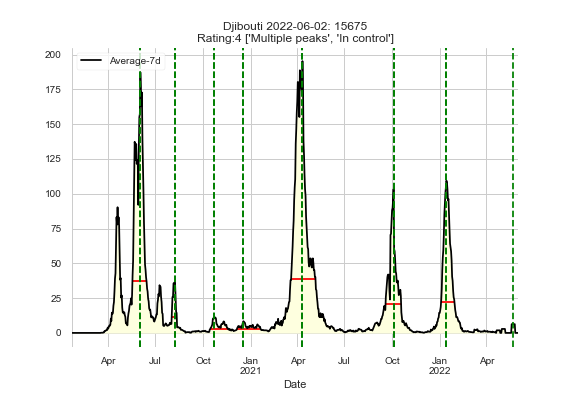 Djibouti 2022-06-02: 15675
Rating:4 ['Multiple peaks', 'In control']
Average-7d
200
175
150
125
100
75
50
25
0
Apr Jul Oct Jan Apr Jul Oct Jan Apr
2021 2022
Date